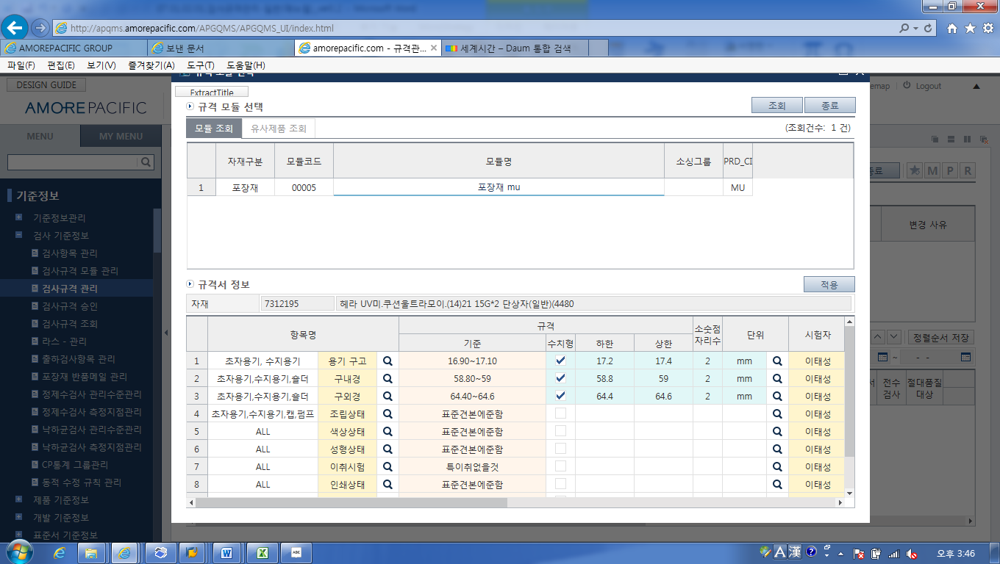 http://apqms.amorepacific.com/APGQMS/APGQMS_UI/index.html
AMOREPACIFIC GROUP
보낸 문서
amorepacific.com - 규격관...
세계시간 – Daum 통합 검색
파일(F) 편집(E) 보기(V) 즐겨찾기(A) 도구(T) 도움말(H)
DESIGN GUIDE
AMOREPACIFIC
MENU MY MENU
기준정보
기준정보관리
검사 기준정보
검사항목 관리
검사규격 모듈 관리
검사규격 관리
검사규격 승인
검사규격 조회
라스 - 관리
출하검사항목 관리
포장재 반품메일 관리
정제수검사 관리수준관리
정제수검사 측정지점관리
낙하균검사 관리수준관리
낙하균검사 측정지점관리
CP통계 그룹관리
동적 수정 규칙 관리
제품 기준정보
개발 기준정보
표준서 기준정보
규격 모듈 선택
ExtractTitle
규격 모듈 선택
조회 종료
모듈 조회 유사제품 조회
(조회건수: 1 건)
자재구분 모듈코드 모듈명 소싱그룹 PRD_CI
1 포장재 00005 포장재 mu MU
규격서 정보
적용
자재 7312195 헤라 UV미.쿠션울트라모이.(14)21 15G*2 단상자(일반)(4480
항목명 규격 소숫점 자리수 단위 시험자
기준 수치형 하한 상한
1 초자용기, 수지용기 용기 구고 16.90~17.10 17.2 17.4 2 mm 이태성
2 초자용기,수지용기,숄더 구내경 58.80~59 58.8 59 2 mm 이태성
3 초자용기,수지용기,숄더 구외경 64.40~64.6 64.4 64.6 2 mm 이태성
4 초자용기,수지용기,캡,펌프 조립상태 표준견본에준함 이태성
5 ALL 색상상태 표준견본에준함 이태성
6 ALL 성형상태 표준견본에준함 이태성
7 ALL 이취시험 특이취없을것 이태성
8 ALL 인쇄상태 표준견본에준함 이태성
emap Logout
종료 M P R
변경 사유
정렬순서 저장
~ - -
서 전수 검사 절대품질 대상
A 漢
오후 3:46